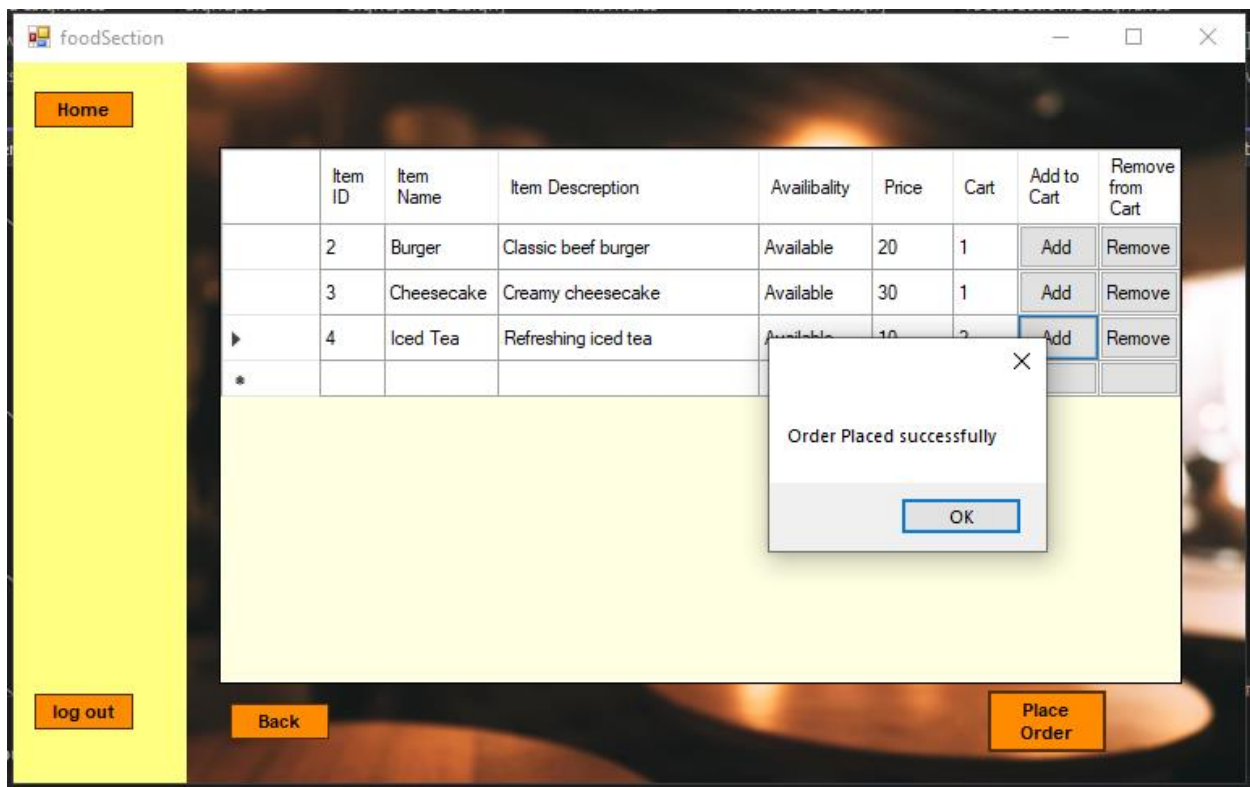 foodSection
Home
Item ID Item Name Item Descreption Availibality Price Cart Add to Cart Remove from Cart
2 Burger Classic beef burger Available 20 1 Add Remove
3 Cheesecake Creamy cheesecake Available 30 1 Add Remove
4 Iced Tea Refreshing iced tea Add Remove
Order Placed successfully
OK
log out
Back
Place
Order